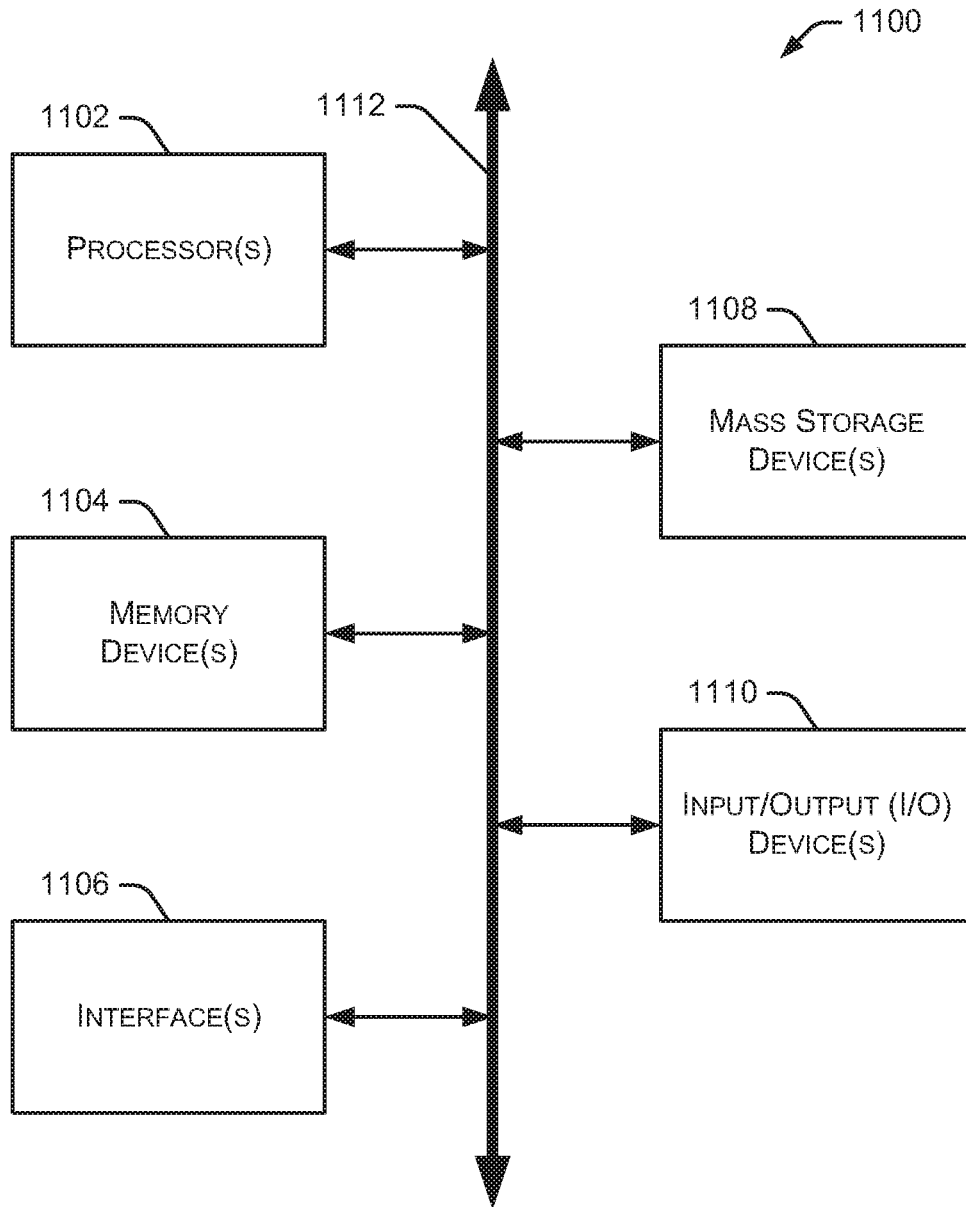 1100
1112
1102
PROCESSOR(S)
1108
MASS STORAGE
DEVICE(S)
1104
MEMORY
DEVICE(S)
1110
INPUT/OUTPUT (I/O)
DEVICE(S)
1106
INTERFACE(S)